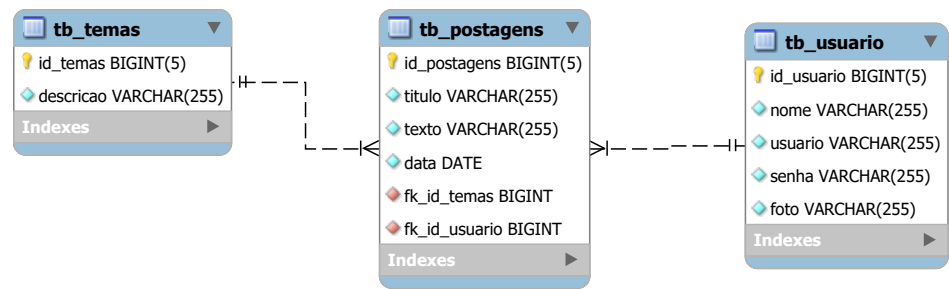 tb_temas
id_temas BIGINT(5)
descricao VARCHAR(255)
Indexes
tb_postagens
id_postagens BIGINT(5)
titulo VARCHAR(255)
texto VARCHAR(255)
data DATE
fk_id_temas BIGINT
fk_id_usuario BIGINT
Indexes
tb_usuario
id_usuario BIGINT(5)
nome VARCHAR(255)
usuario VARCHAR(255)
senha VARCHAR(255)
foto VARCHAR(255)
Indexes